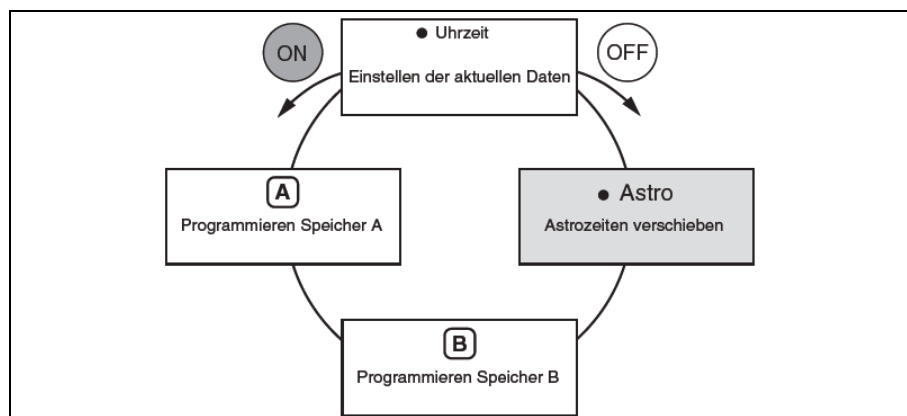 ON
● Uhrzeit
Einstellen der aktuellen Daten
OFF
A
Programmieren Speicher A
● Astro
Astrozeiten verschieben
B
Programmieren Speicher B